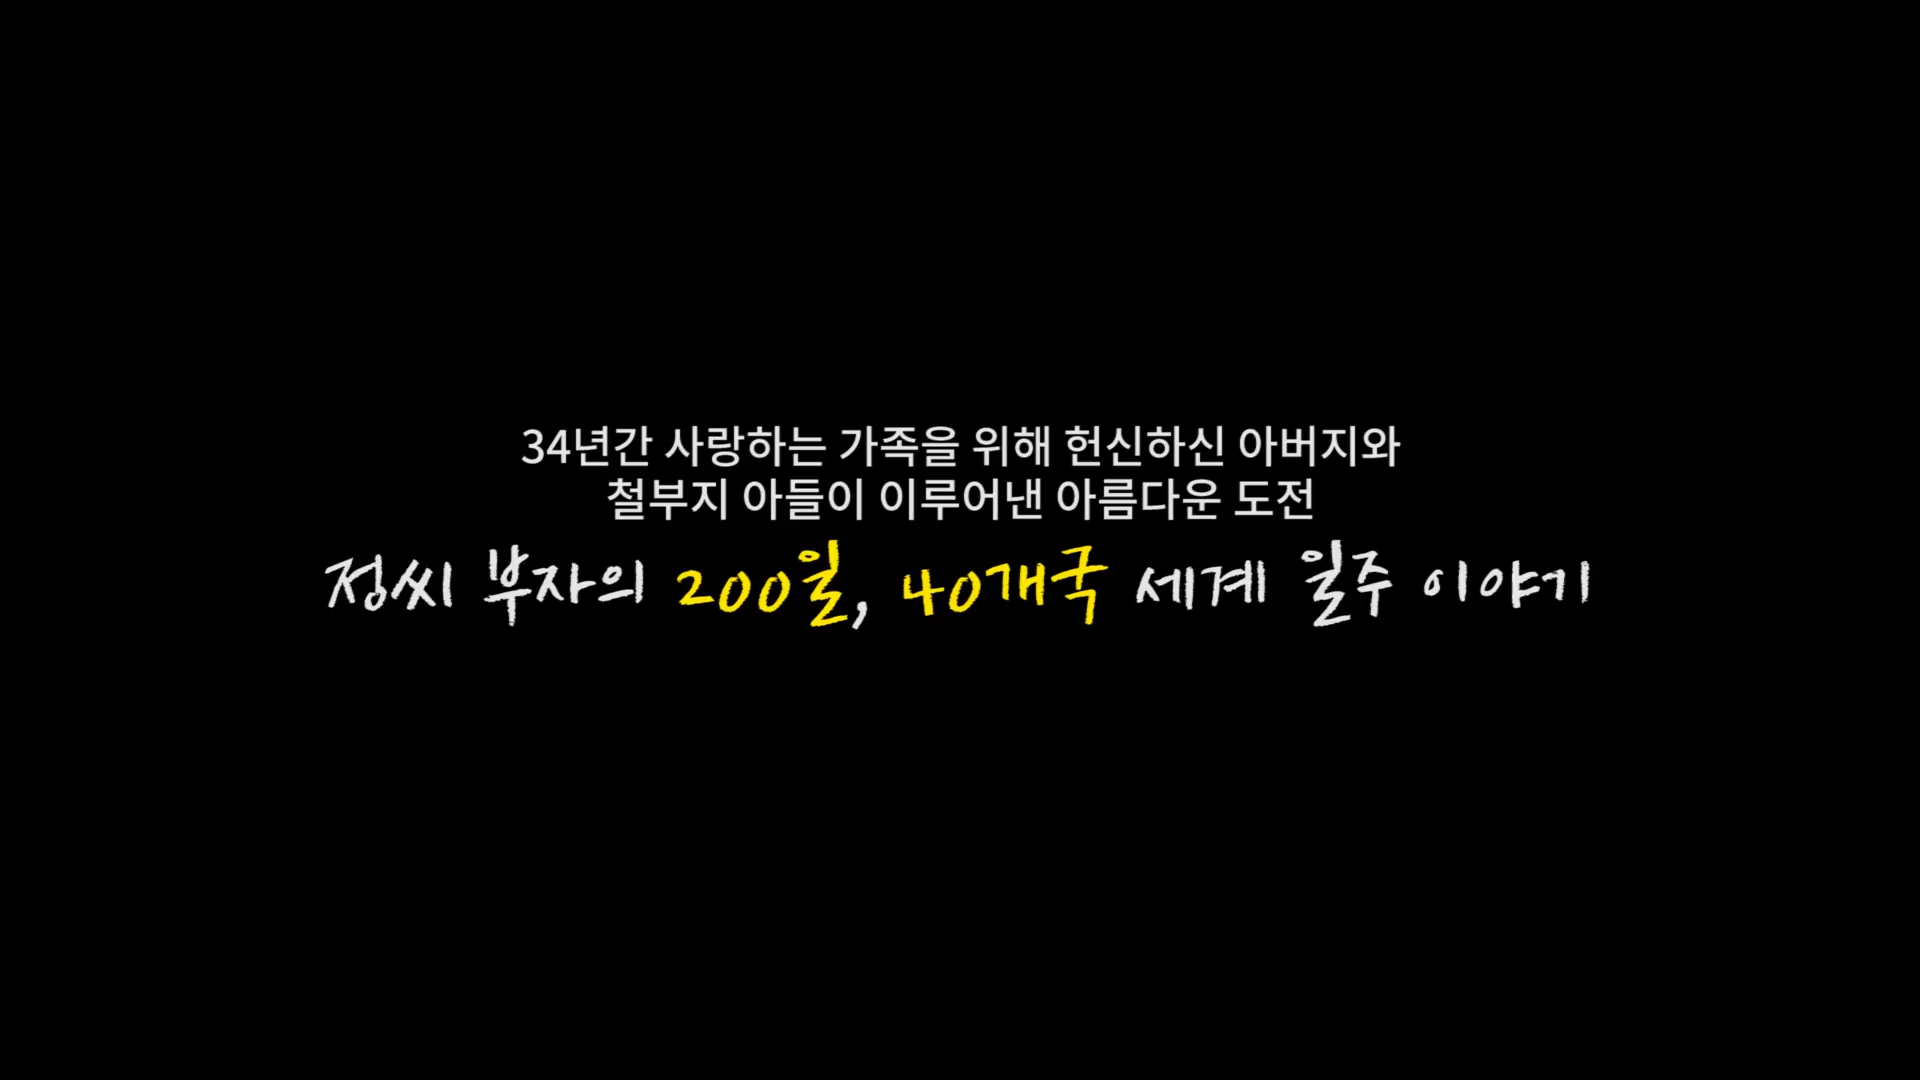 34년간 사랑하는 가족을 위해 헌신하신 아버지와
철부지 아들이 이루어낸 아름다운 도전
정씨 부자의 200일, 40개국 세계 일주 이야기